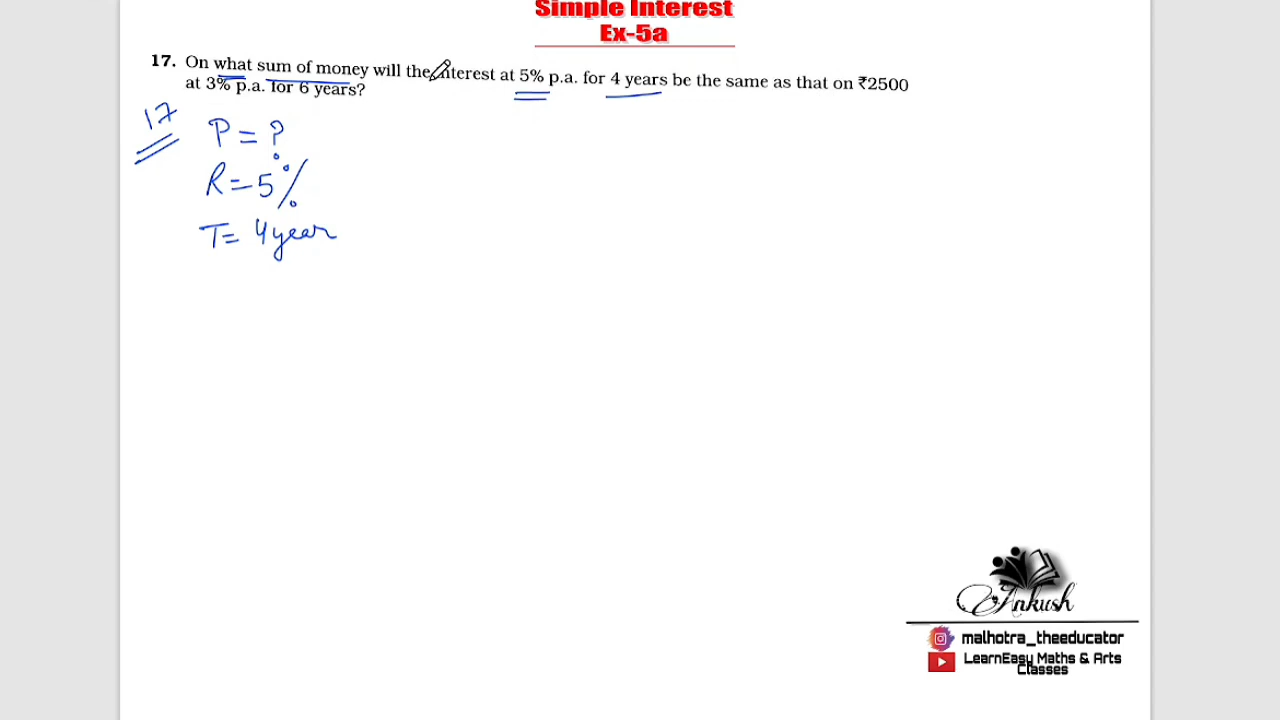 Simple Interest
Ex-5a
17. On what sum of money will the interest at 5% p.a. for 4 years be the same as that on ₹2500
at 3% p.a. for 6 years?
17
P = ?
R = 5%
T = 4 year
Ankush
malhotra_theeducator
LearnEasy Maths & Arts
Classes